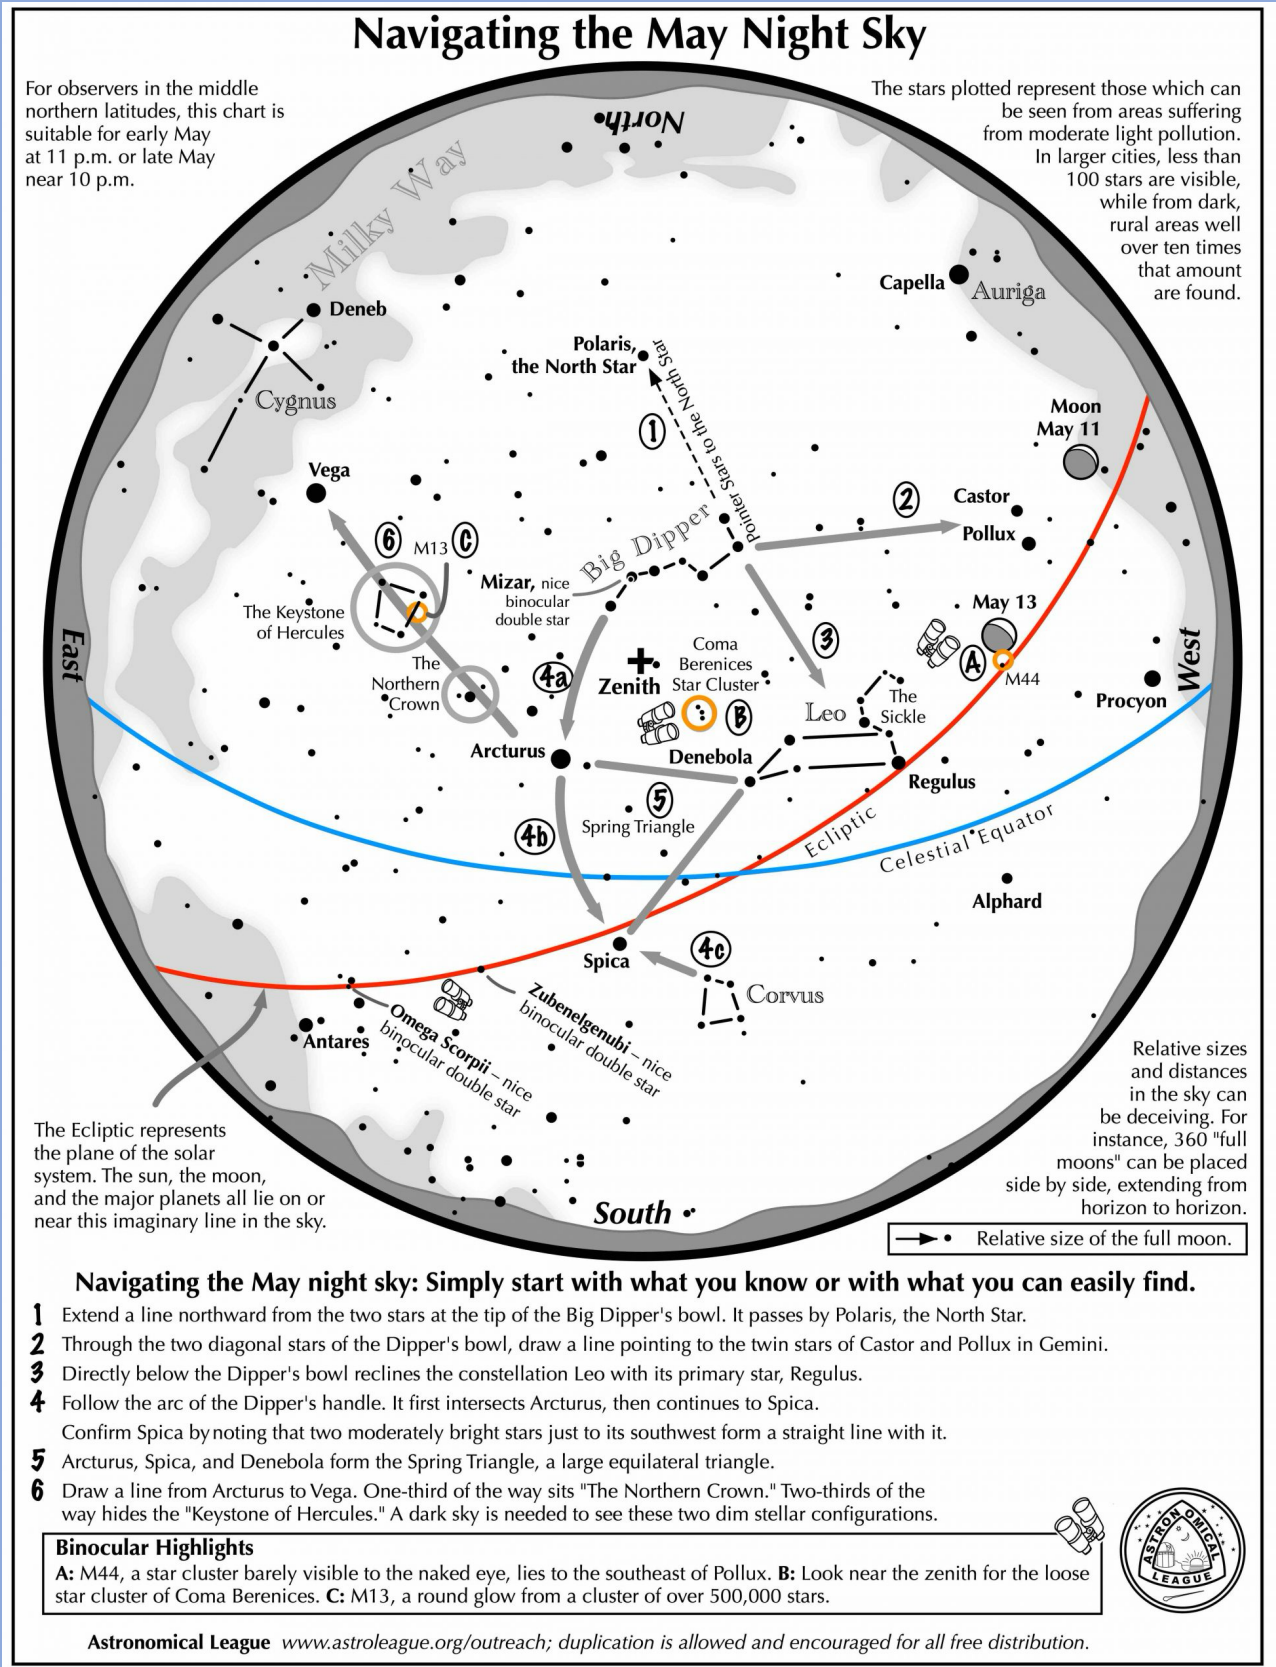 Navigating the May Night Sky
For observers in the middle
northern latitudes, this chart is
suitable for early May
at 11 p.m. or late May
near 10 p.m.
The stars plotted represent those which can
be seen from areas suffering
from moderate light pollution.
In larger cities, less than
100 stars are visible,
while from dark,
rural areas well
over ten times
that amount
are found.
North
Milky Way
Capella
Auriga
Deneb
Cygnus
Polaris,
the North Star
Pointer Stars to the North Star
1
Moon
May 11
Vega
2
Castor
Pollux
6
M13
C
Big Dipper
Mizar, nice
binocular
double star
The Keystone
of Hercules
May 13
A
M44
3
East
West
The
Northern
Crown
4a
Zenith
Coma
Berenices
Star Cluster
B
Leo
The
Sickle
Procyon
Arcturus
Denebola
Regulus
5
Spring Triangle
4b
Ecliptic
Celestial Equator
Alphard
Spica
4c
Corvus
Zubenelgenubi – nice
binocular double star
Omega Scorpii – nice
binocular double star
Antares
South
The Ecliptic represents
the plane of the solar
system. The sun, the moon,
and the major planets all lie on or
near this imaginary line in the sky.
Relative sizes
and distances
in the sky can
be deceiving. For
instance, 360 "full
moons" can be placed
side by side, extending from
horizon to horizon.
Relative size of the full moon.
Navigating the May night sky: Simply start with what you know or with what you can easily find.
1 Extend a line northward from the two stars at the tip of the Big Dipper's bowl. It passes by Polaris, the North Star.
2 Through the two diagonal stars of the Dipper's bowl, draw a line pointing to the twin stars of Castor and Pollux in Gemini.
3 Directly below the Dipper's bowl reclines the constellation Leo with its primary star, Regulus.
4 Follow the arc of the Dipper's handle. It first intersects Arcturus, then continues to Spica.
Confirm Spica by noting that two moderately bright stars just to its southwest form a straight line with it.
5 Arcturus, Spica, and Denebola form the Spring Triangle, a large equilateral triangle.
6 Draw a line from Arcturus to Vega. One-third of the way sits "The Northern Crown." Two-thirds of the
way hides the "Keystone of Hercules." A dark sky is needed to see these two dim stellar configurations.
Binocular Highlights
A: M44, a star cluster barely visible to the naked eye, lies to the southeast of Pollux. B: Look near the zenith for the loose
star cluster of Coma Berenices. C: M13, a round glow from a cluster of over 500,000 stars.
ASTRONOMICAL
LEAGUE
Astronomical League www.astroleague.org/outreach; duplication is allowed and encouraged for all free distribution.